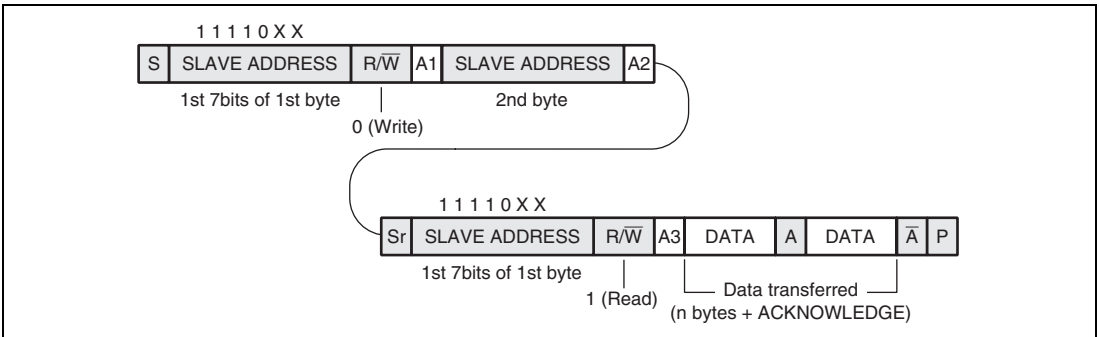 1 1 1 1 0 X X
S SLAVE ADDRESS R/W̅ A1 SLAVE ADDRESS A2
1st 7bits of 1st byte 2nd byte
0 (Write)
1 1 1 1 0 X X
Sr SLAVE ADDRESS R/W̅ A3 DATA A DATA A̅ P
1st 7bits of 1st byte
1 (Read) Data transferred
(n bytes + ACKNOWLEDGE)